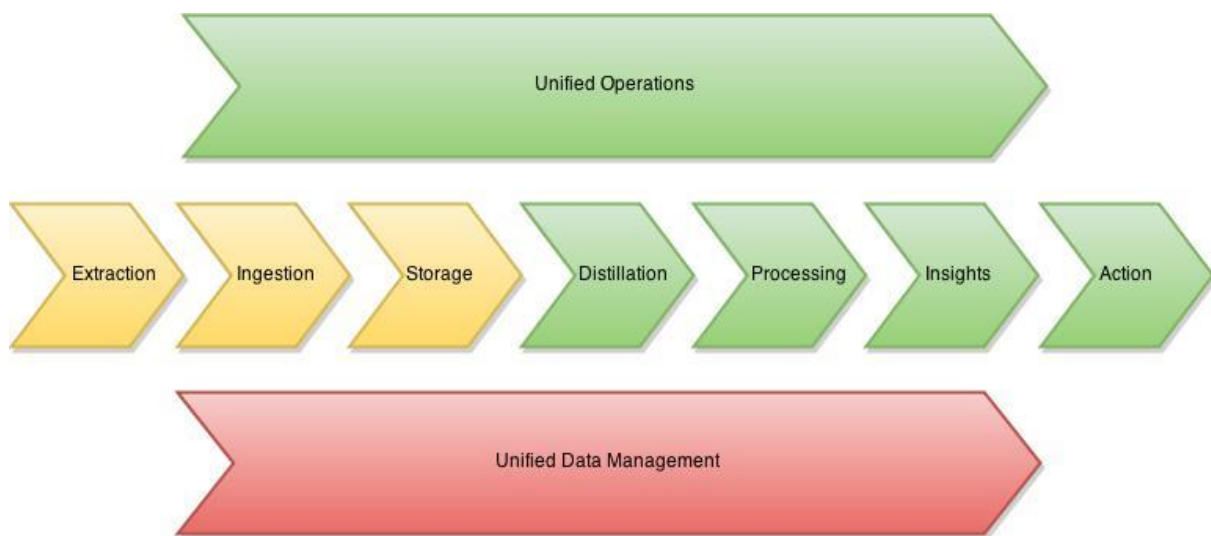 Unified Operations
Extraction
Ingestion
Storage
Distillation
Processing
Insights
Action
Unified Data Management